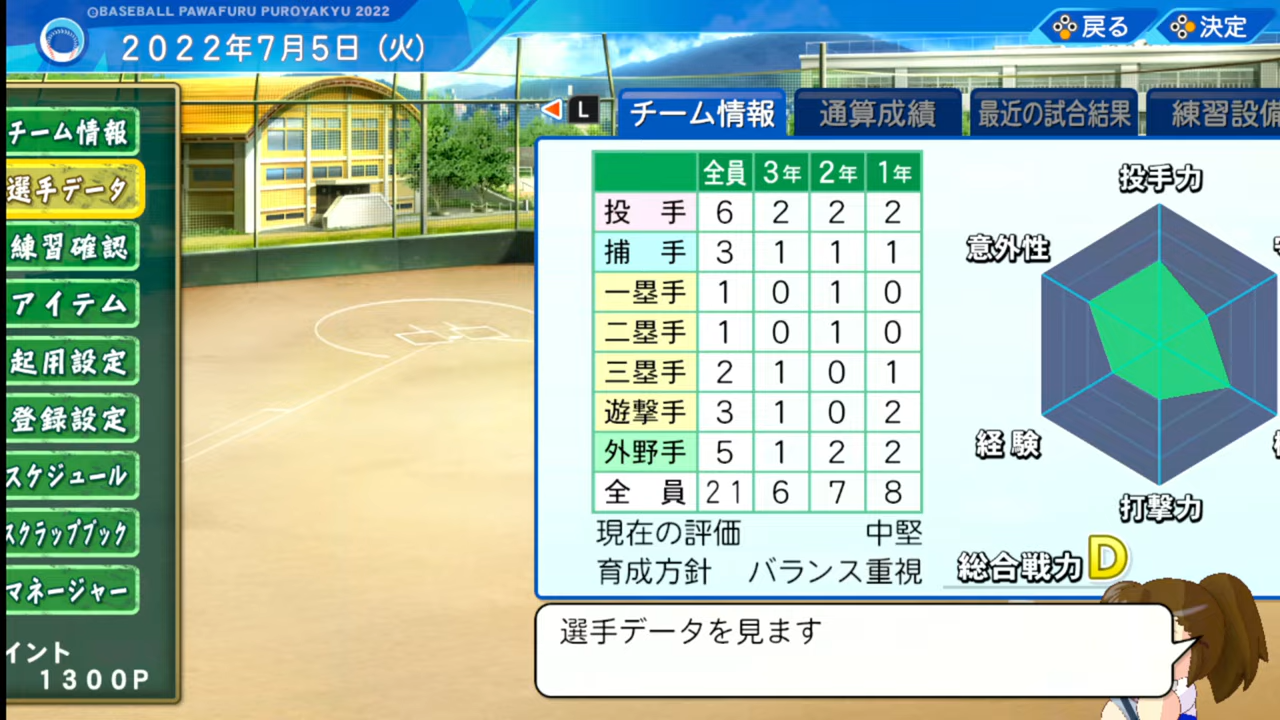 ©BASEBALL PAWAFURU PUROYAKYU 2022
2022年7月5日（火）
戻る 決定
チーム情報
選手データ
練習確認
アイテム
起用設定
登録設定
スケジュール
スクラップブック
マネージャー
イント
1300P
L チーム情報 通算成績 最近の試合結果 練習設備
全員 3年 2年 1年
投手 6 2 2 2
捕手 3 1 1 1
一塁手 1 0 1 0
二塁手 1 0 1 0
三塁手 2 1 0 1
遊撃手 3 1 0 2
外野手 5 1 2 2
全員 21 6 7 8
現在の評価 中堅
育成方針 バランス重視
投手力
意外性
経験
打撃力
総合戦力 D
選手データを見ます